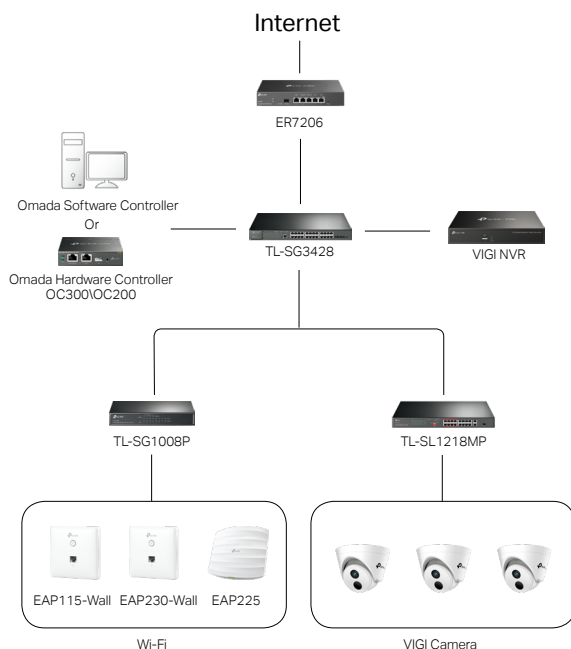 Internet
ER7206
Omada Software Controller
Or
Omada Hardware Controller
OC300\OC200
TL-SG3428
VIGI NVR
TL-SG1008P
TL-SL1218MP
EAP115-Wall
EAP230-Wall
EAP225
Wi-Fi
VIGI Camera